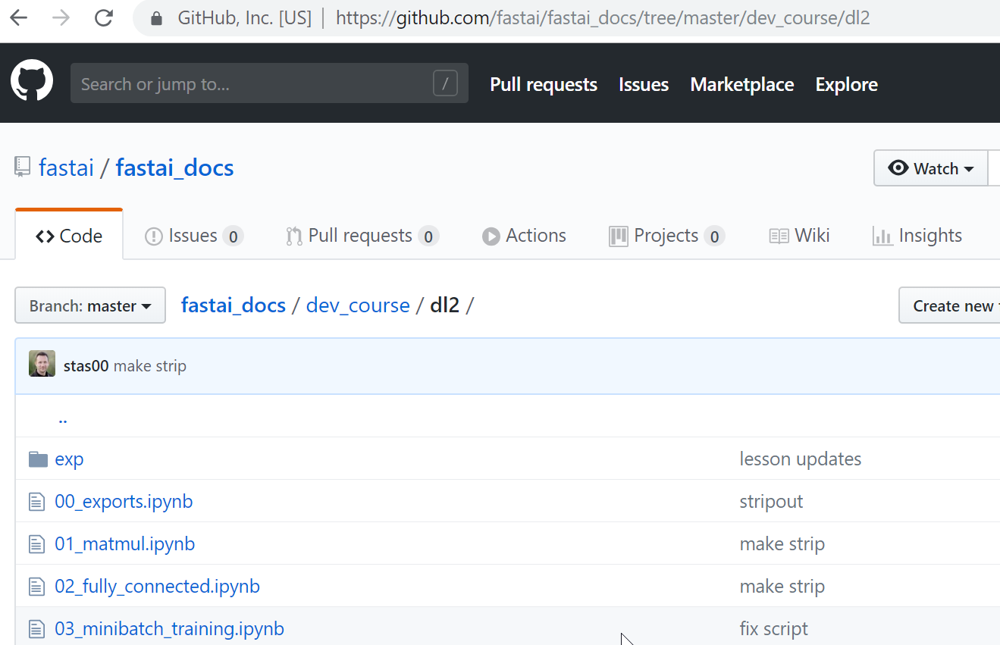 GitHub, Inc. [US] | https://github.com/fastai/fastai_docs/tree/master/dev_course/dl2
Search or jump to... / Pull requests Issues Marketplace Explore
fastai / fastai_docs Watch
Code Issues 0 Pull requests 0 Actions Projects 0 Wiki Insights
Branch: master fastai_docs / dev_course / dl2 / Create new
stas00 make strip
..
exp lesson updates
00_exports.ipynb stripout
01_matmul.ipynb make strip
02_fully_connected.ipynb make strip
03_minibatch_training.ipynb fix script